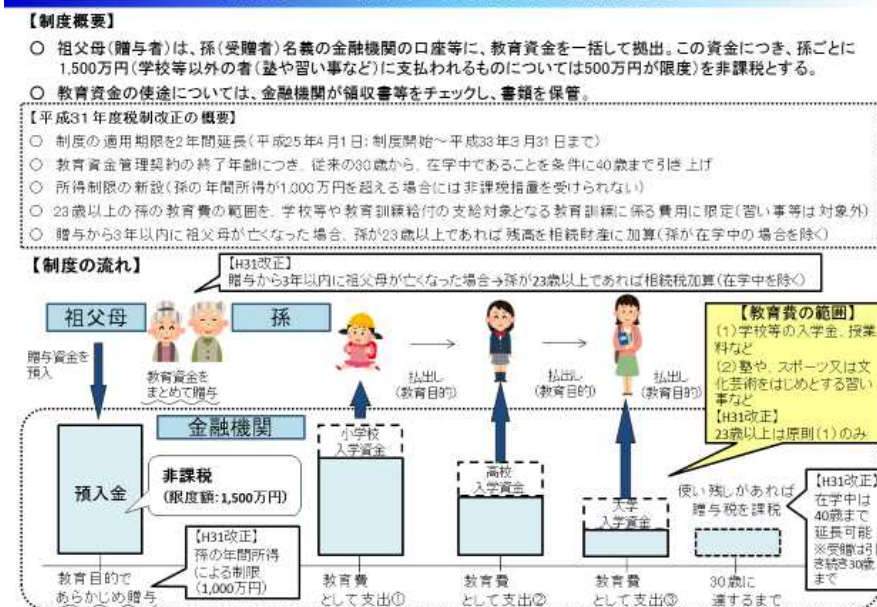 【制度概要】
○ 祖父母(贈与者)は、孫(受贈者)名義の金融機関の口座等に、教育資金を一括して拠出。この資金につき、孫ごとに
1,500万円(学校等以外の者(塾や習い事など)に支払われるものについては500万円が限度)を非課税とする。
○ 教育資金の使途については、金融機関が領収書等をチェックし、書類を保管。
【平成31年度税制改正の概要】
○ 制度の適用期限を2年間延長(平成25年4月1日:制度開始~平成33年3月31日まで)
○ 教育資金管理契約の終了年齢につき、従来の30歳から、在学中であることを条件に40歳まで引き上げ
○ 所得制限の新設(孫の年間所得が1,000万円を超える場合には非課税措置を受けられない)
○ 23歳以上の孫の教育費の範囲を、学校等や教育訓練給付の支給対象となる教育訓練に係る費用に限定(習い事等は対象外)
○ 贈与から3年以内に祖父母が亡くなった場合、孫が23歳以上であれば残高を相続財産に加算(孫が在学中の場合を除く)
【制度の流れ】
【H31改正】
贈与から3年以内に祖父母が亡くなった場合→孫が23歳以上であれば相続税加算(在学中を除く)
祖父母
孫
贈与資金を
預入
教育資金を
まとめて贈与
払出し
(教育目的)
払出し
(教育目的)
払出し
(教育目的)
【教育費の範囲】
(1)学校等の入学金、授業
料など
(2)塾や、スポーツ又は文
化芸術をはじめとする習い
事など
【H31改正】
23歳以上は原則(1)のみ
金融機関
預入金
非課税
(限度額:1,500万円)
【H31改正】
孫の年間所得
による制限
(1,000万円)
小学校
入学資金
高校
入学資金
大学
入学資金
使い残しがあれば
贈与税を課税
【H31改正】
在学中は
40歳まで
延長可能
※受贈は引
き続き30歳
まで
教育目的で
あらかじめ贈与
教育費
として支出①
教育費
として支出②
教育費
として支出③
30歳に
達するまで